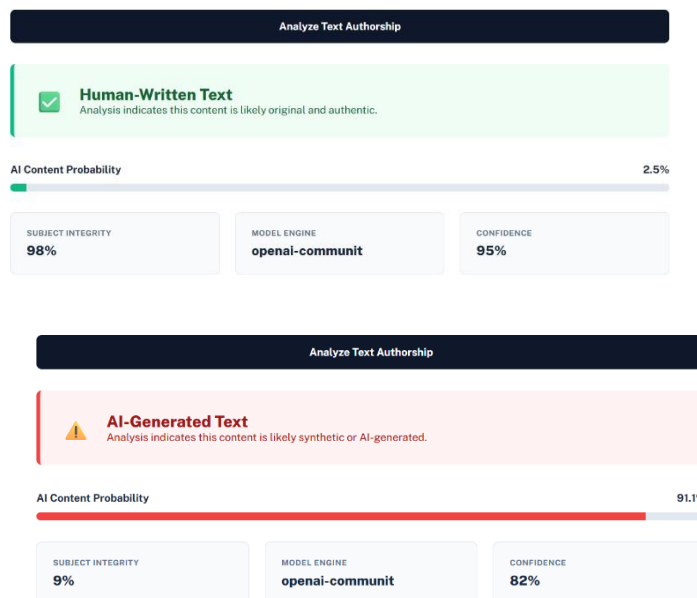 Analyze Text Authorship
Human-Written Text
Analysis indicates this content is likely original and authentic.
AI Content Probability 2.5%
SUBJECT INTEGRITY MODEL ENGINE CONFIDENCE
98% openai-communit 95%
Analyze Text Authorship
AI-Generated Text
Analysis indicates this content is likely synthetic or AI-generated.
AI Content Probability 91.1%
SUBJECT INTEGRITY MODEL ENGINE CONFIDENCE
9% openai-communit 82%